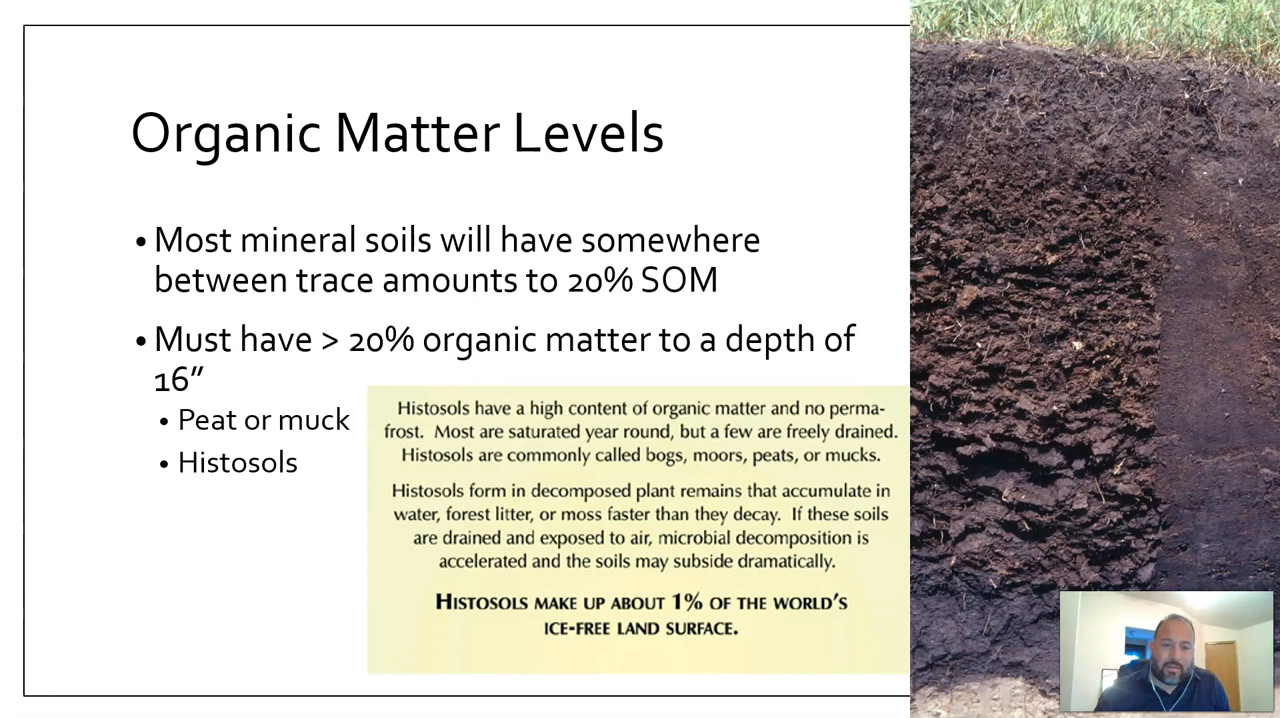 Organic Matter Levels
• Most mineral soils will have somewhere
between trace amounts to 20% SOM
• Must have > 20% organic matter to a depth of
16”
• Peat or muck
• Histosols
Histosols have a high content of organic matter and no perma-
frost. Most are saturated year round, but a few are freely drained.
Histosols are commonly called bogs, moors, peats, or mucks.
Histosols form in decomposed plant remains that accumulate in
water, forest litter, or moss faster than they decay. If these soils
are drained and exposed to air, microbial decomposition is
accelerated and the soils may subside dramatically.
HISTOSOLS MAKE UP ABOUT 1% OF THE WORLD’S
ICE-FREE LAND SURFACE.